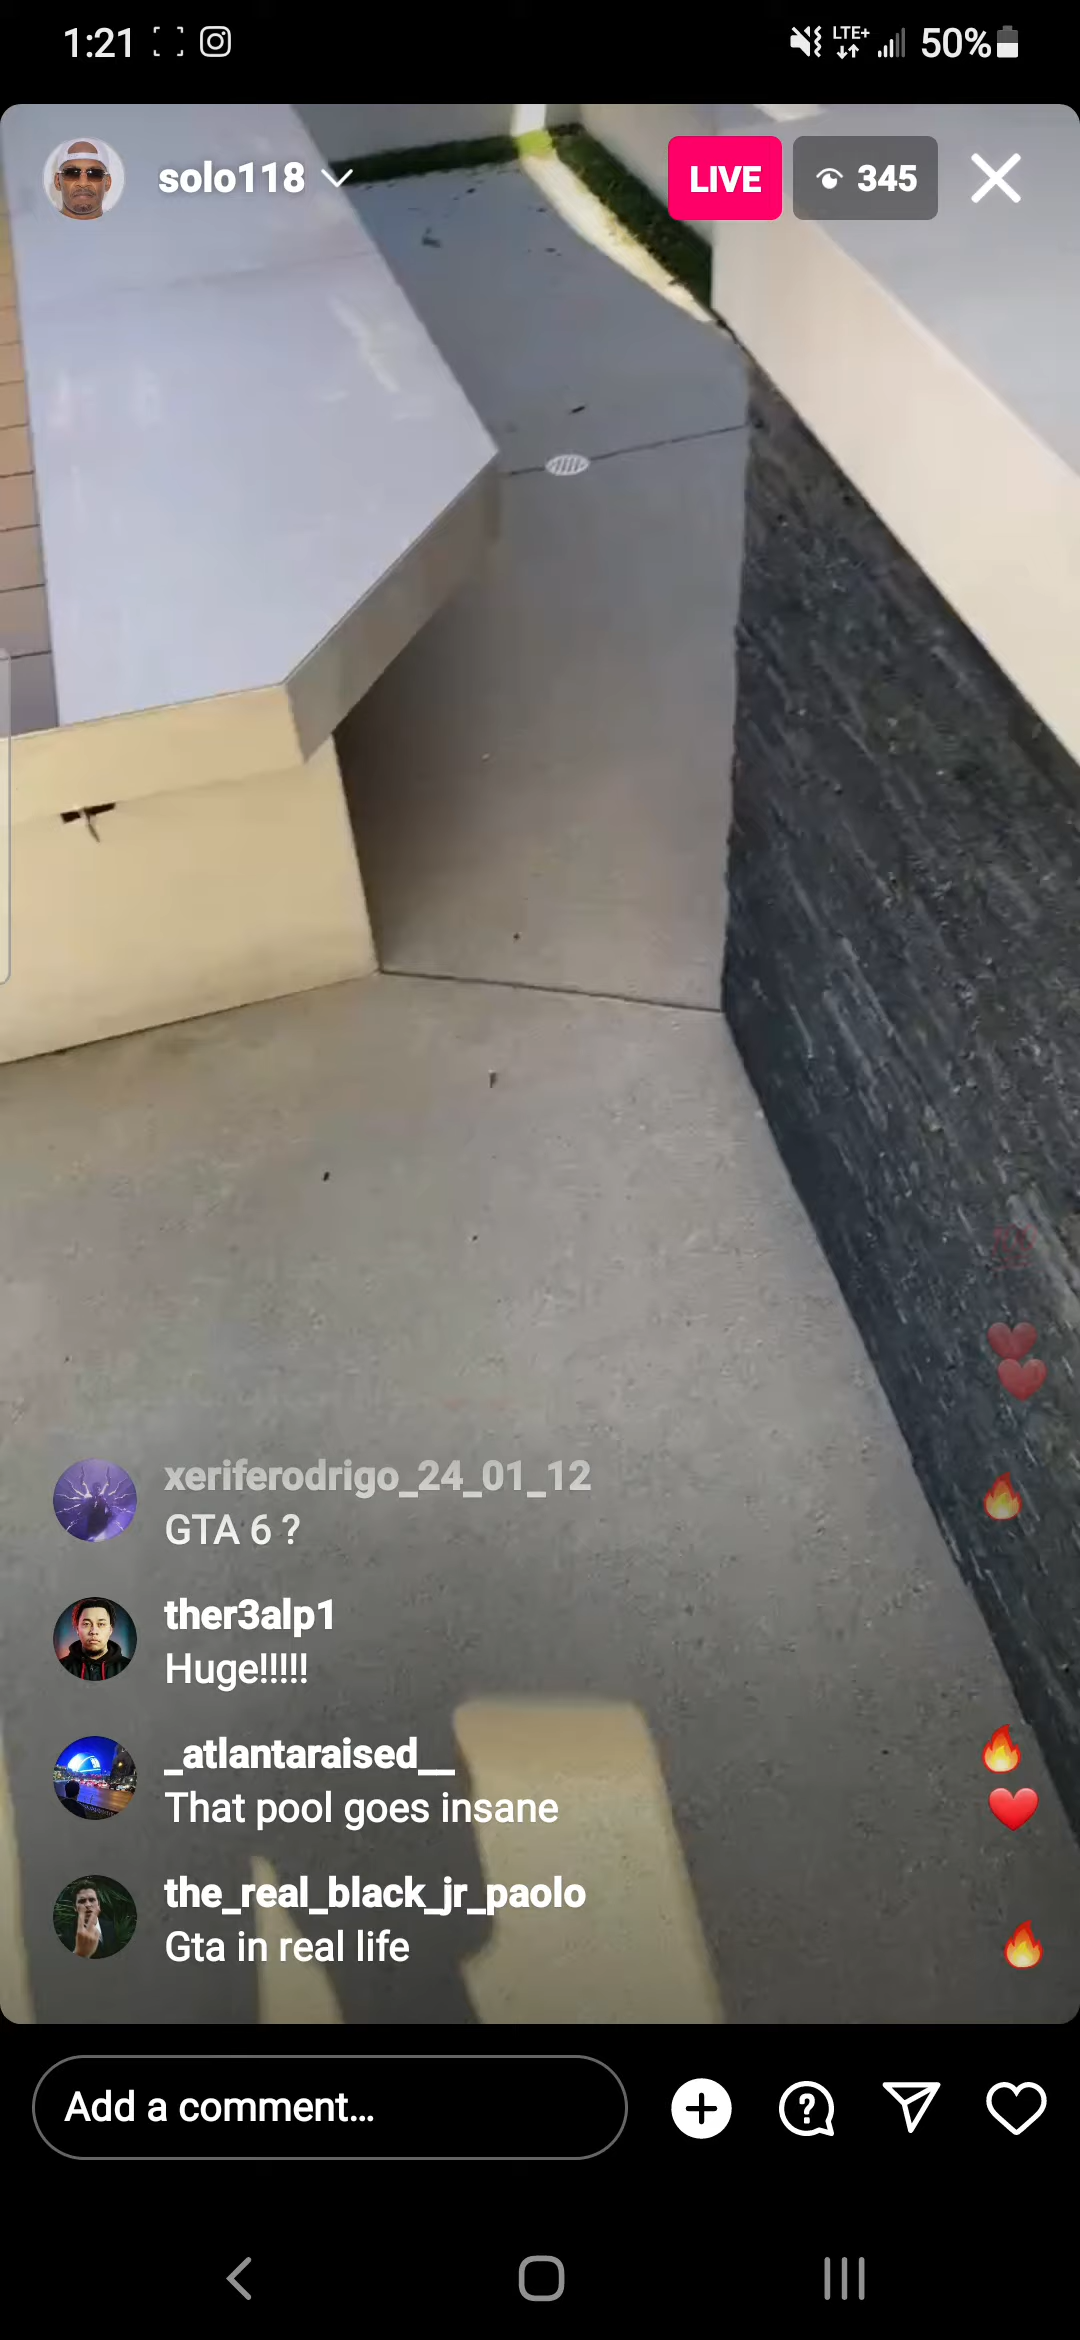 1:21
LTE+
50%
solo118
LIVE
345
xeriferodrigo_24_01_12
GTA 6 ?
ther3alp1
Huge!!!!!
_atlantaraised__
That pool goes insane
the_real_black_jr_paolo
Gta in real life
Add a comment...